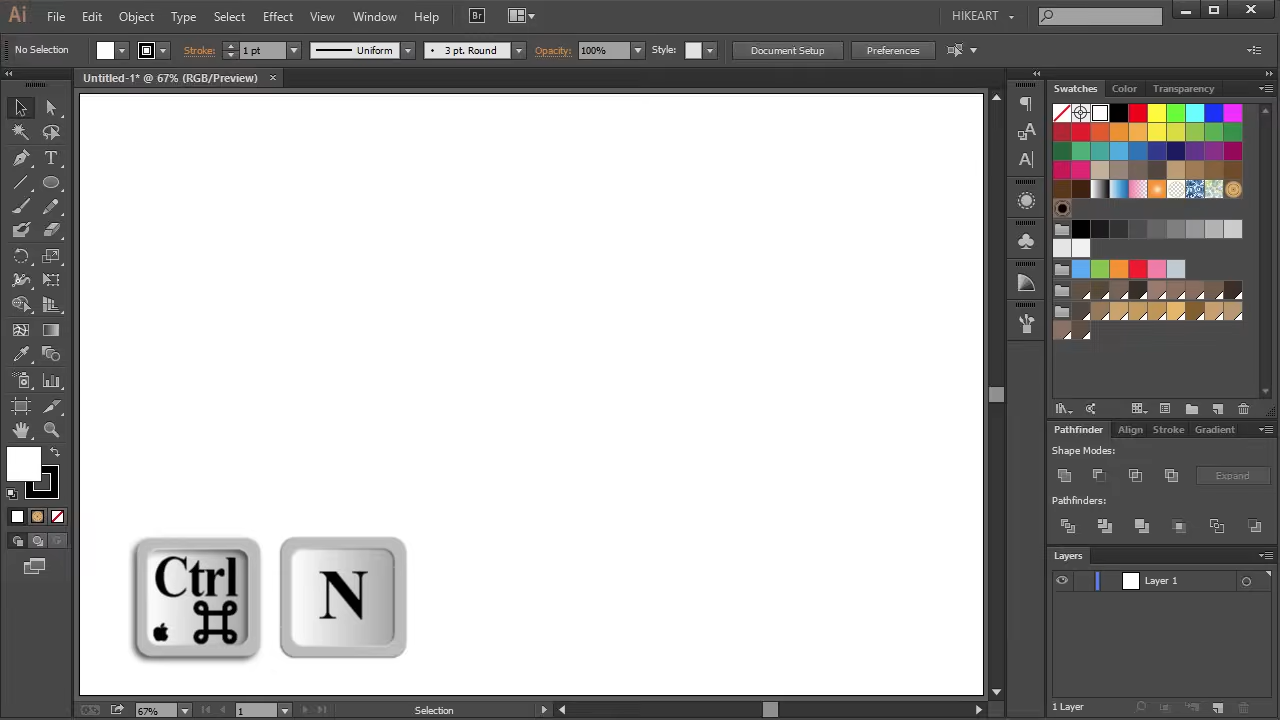 Ai File Edit Object Type Select Effect View Window Help Br HIKEART
No Selection Stroke: 1 pt Uniform 3 pt. Round Opacity: 100% Style: Document Setup Preferences
Untitled-1* @ 67% (RGB/Preview) ×
Swatches Color Transparency
Pathfinder Align Stroke Gradient
Shape Modes:
Expand
Pathfinders:
Layers
Layer 1
Ctrl
N
1 Layer
67% 1 Selection